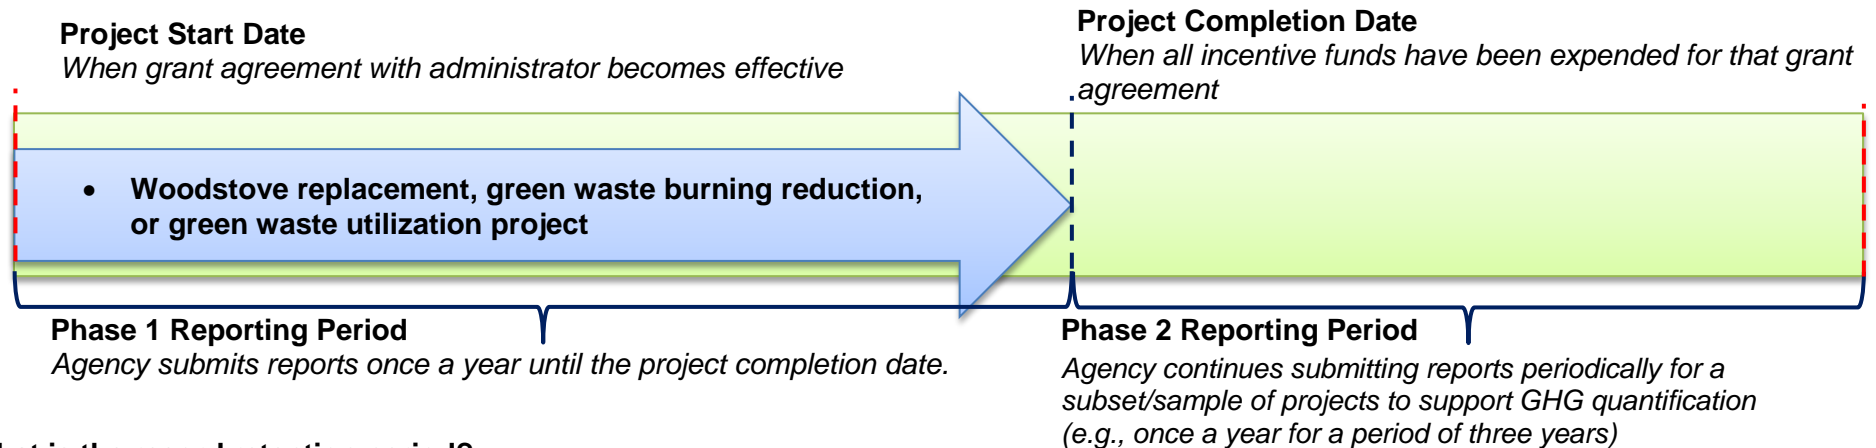 Project Start Date
When grant agreement with administrator becomes effective
Project Completion Date
When all incentive funds have been expended for that grant
agreement
• Woodstove replacement, green waste burning reduction,
or green waste utilization project
Phase 1 Reporting Period
Agency submits reports once a year until the project completion date.
Phase 2 Reporting Period
Agency continues submitting reports periodically for a
subset/sample of projects to support GHG quantification
(e.g., once a year for a period of three years)